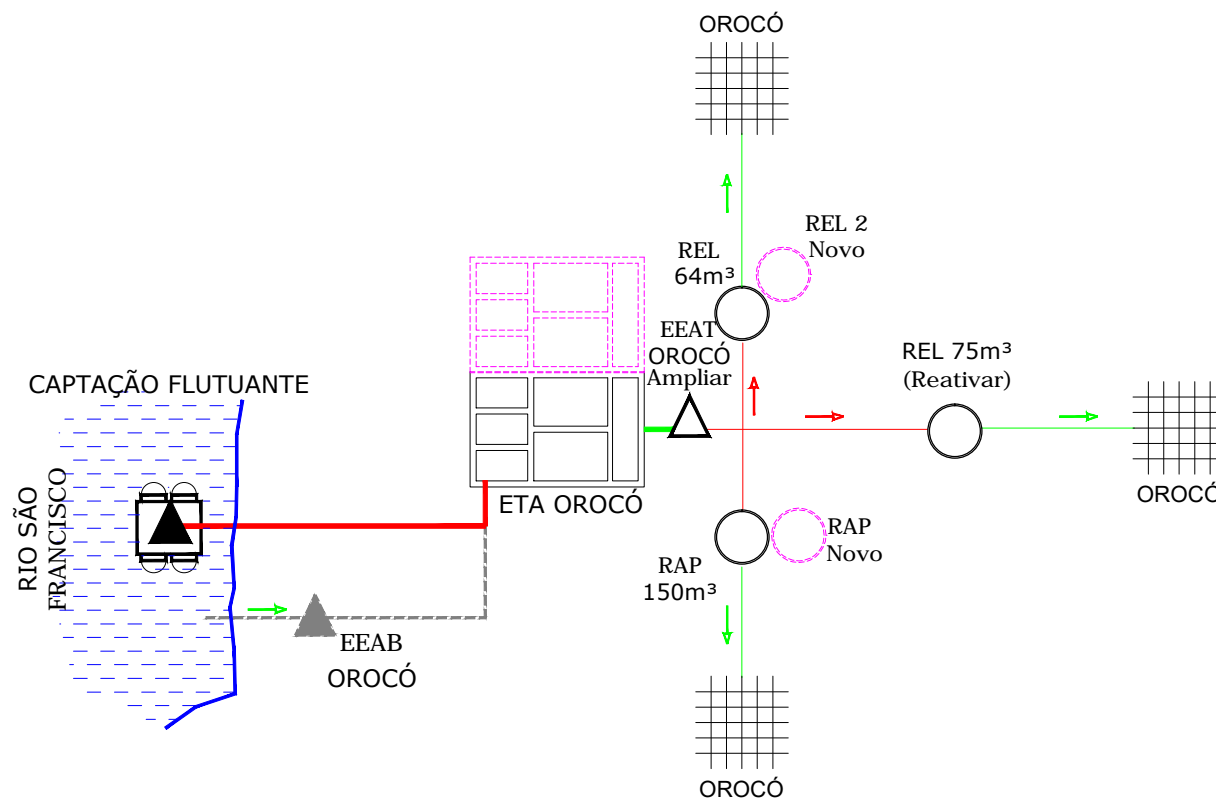 OROCÓ
REL 2
Novo
REL
64m³
EEAT
OROCÓ
Ampliar
REL 75m³
(Reativar)
CAPTAÇÃO FLUTUANTE
RIO SÃO
FRANCISCO
ETA OROCÓ
OROCÓ
RAP
Novo
RAP
150m³
EEAB
OROCÓ
OROCÓ